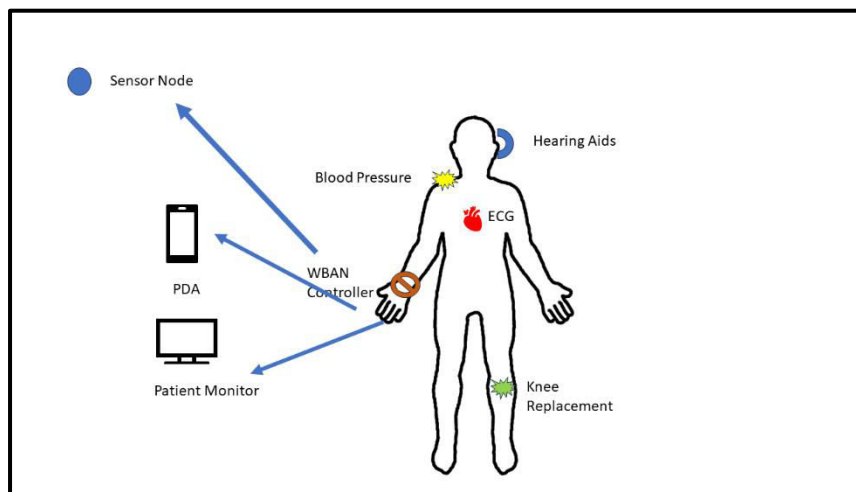 Sensor Node
Hearing Aids
Blood Pressure
ECG
WBAN
Controller
PDA
Patient Monitor
Knee
Replacement